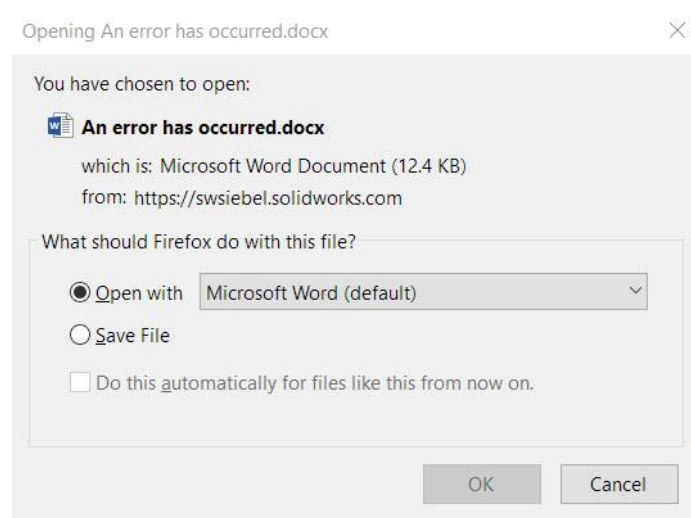 Opening An error has occurred.docx
You have chosen to open:
An error has occurred.docx
which is: Microsoft Word Document (12.4 KB)
from: https://swsiebel.solidworks.com
What should Firefox do with this file?
Open with Microsoft Word (default)
Save File
Do this automatically for files like this from now on.
OK Cancel